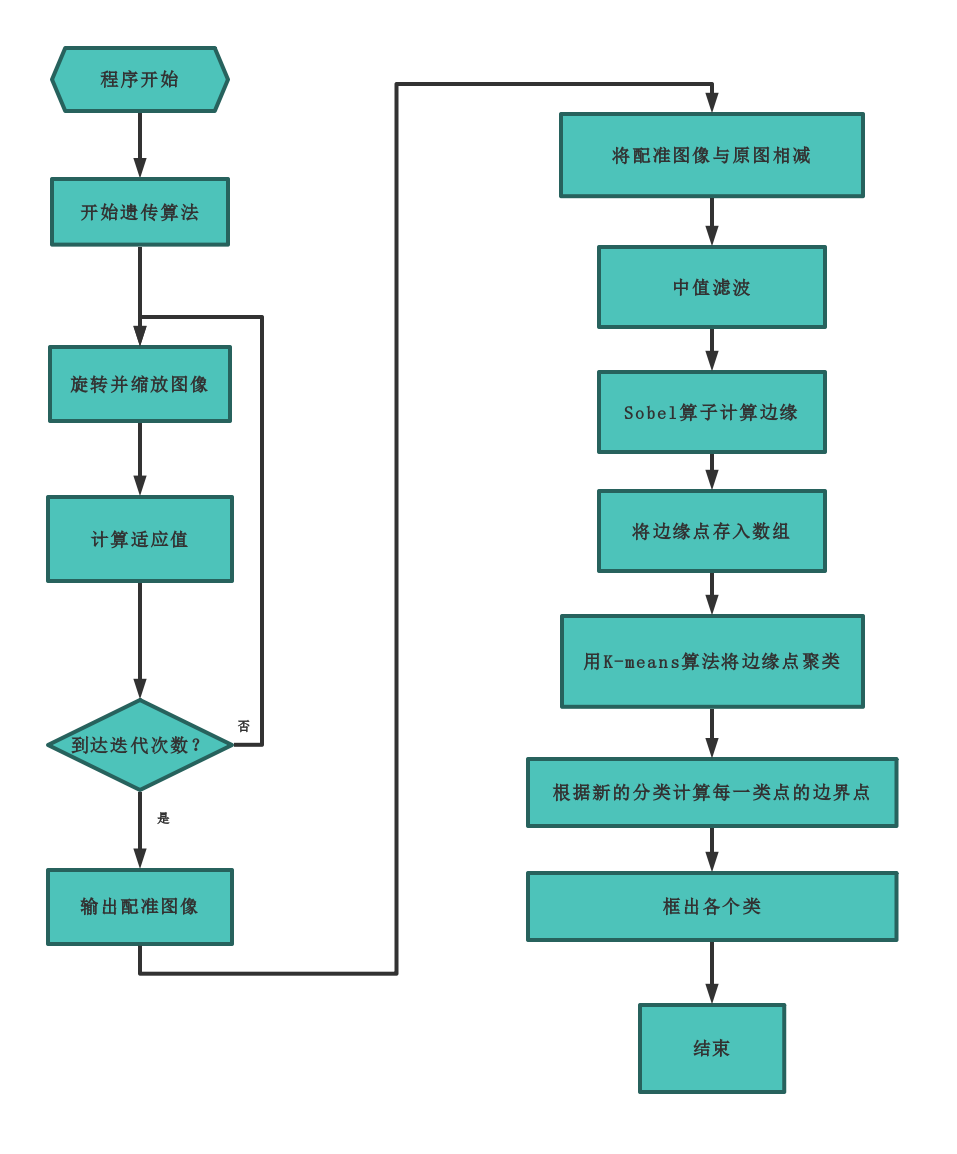 程序开始
开始遗传算法
旋转并缩放图像
计算适应值
到达迭代次数？
否
是
输出配准图像
将配准图像与原图相减
中值滤波
Sobel算子计算边缘
将边缘点存入数组
用K-means算法将边缘点聚类
根据新的分类计算每一类点的边界点
框出各个类
结束